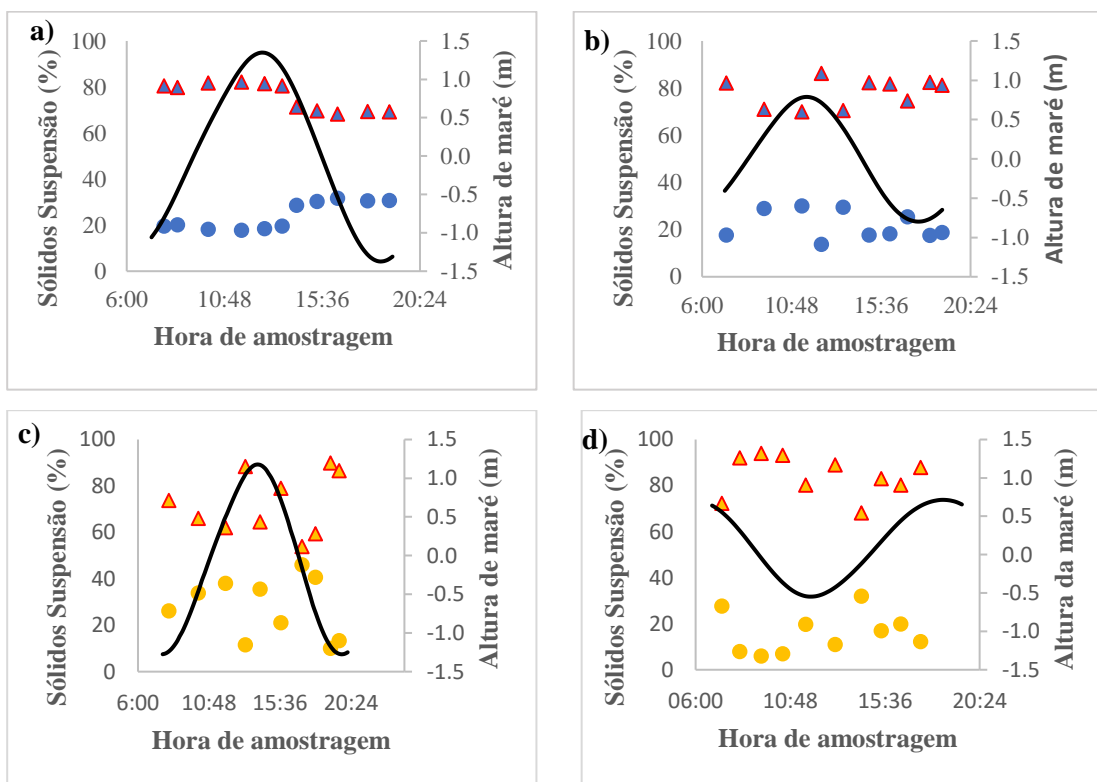 a)
Sólidos Suspensão (%)
100
80
60
40
20
0
1.5
1.0
0.5
0.0
-0.5
-1.0
-1.5
Altura de maré (m)
6:00 10:48 15:36 20:24
Hora de amostragem
b)
Sólidos Suspensão (%)
100
80
60
40
20
0
1.5
1.0
0.5
0.0
-0.5
-1.0
-1.5
Altura de maré (m)
6:00 10:48 15:36 20:24
Hora de amostragem
c)
Sólidos Suspensão (%)
100
80
60
40
20
0
1.5
1.0
0.5
0.0
-0.5
-1.0
-1.5
Altura de maré (m)
6:00 10:48 15:36 20:24
Hora de amostragem
d)
Sólidos Suspensão (%)
100
80
60
40
20
0
1.5
1.0
0.5
0.0
-0.5
-1.0
-1.5
Altura da maré (m)
06:00 10:48 15:36 20:24
Hora de amostragem